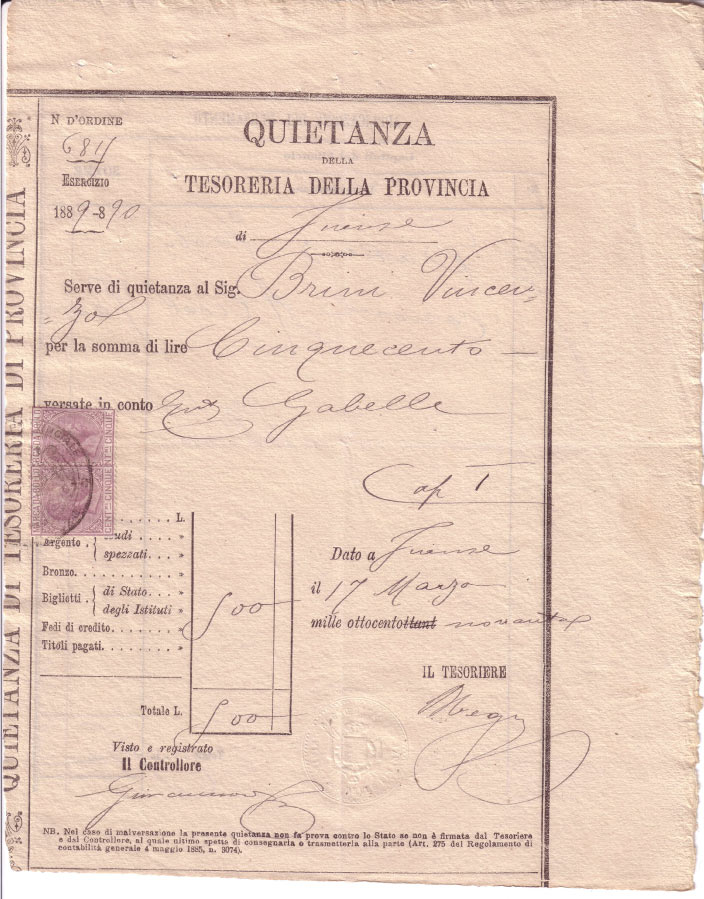 N D'ORDINE
QUIETANZA
DELLA
ESERCIZIO
TESORERIA DELLA PROVINCIA
1889-890
di Firenze
Serve di quietanza al Sig. Brini Vincen=
=zo
per la somma di lire Cinquecento —
versate in conto Gabelle
Cap I
L.
Argento scudi »
spezzati »
Bronzo »
Biglietti di Stato »
degli Istituti » 500
Fedi di credito »
Titoli pagati »
Dato a Firenze
il 17 Marzo
mille ottocentottant novanta
IL TESORIERE
Totale L. 500
Visto e registrato
Il Controllore
NB. Nel caso di malversazione la presente quietanza non fa prova contro lo Stato se non è firmata dal Tesoriere
e dal Controllore, al quale ultimo spetta di consegnarla o trasmetterla alla parte (Art. 275 del Regolamento di
contabilità generale 4 maggio 1885, n. 3074).
QUIETANZA DI TESORERIA DI PROVINCIA